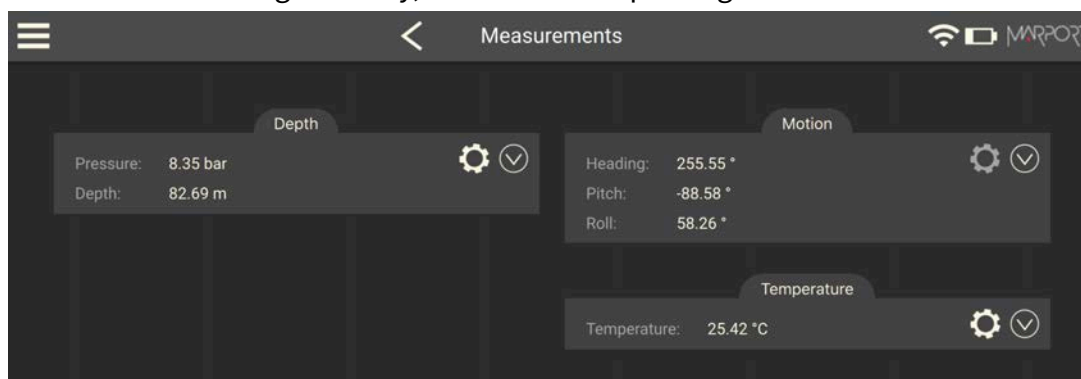 Measurements
MARPORT
Depth
Pressure: 8.35 bar
Depth: 82.69 m
Motion
Heading: 255.55 °
Pitch: -88.58 °
Roll: 58.26 °
Temperature
Temperature: 25.42 °C